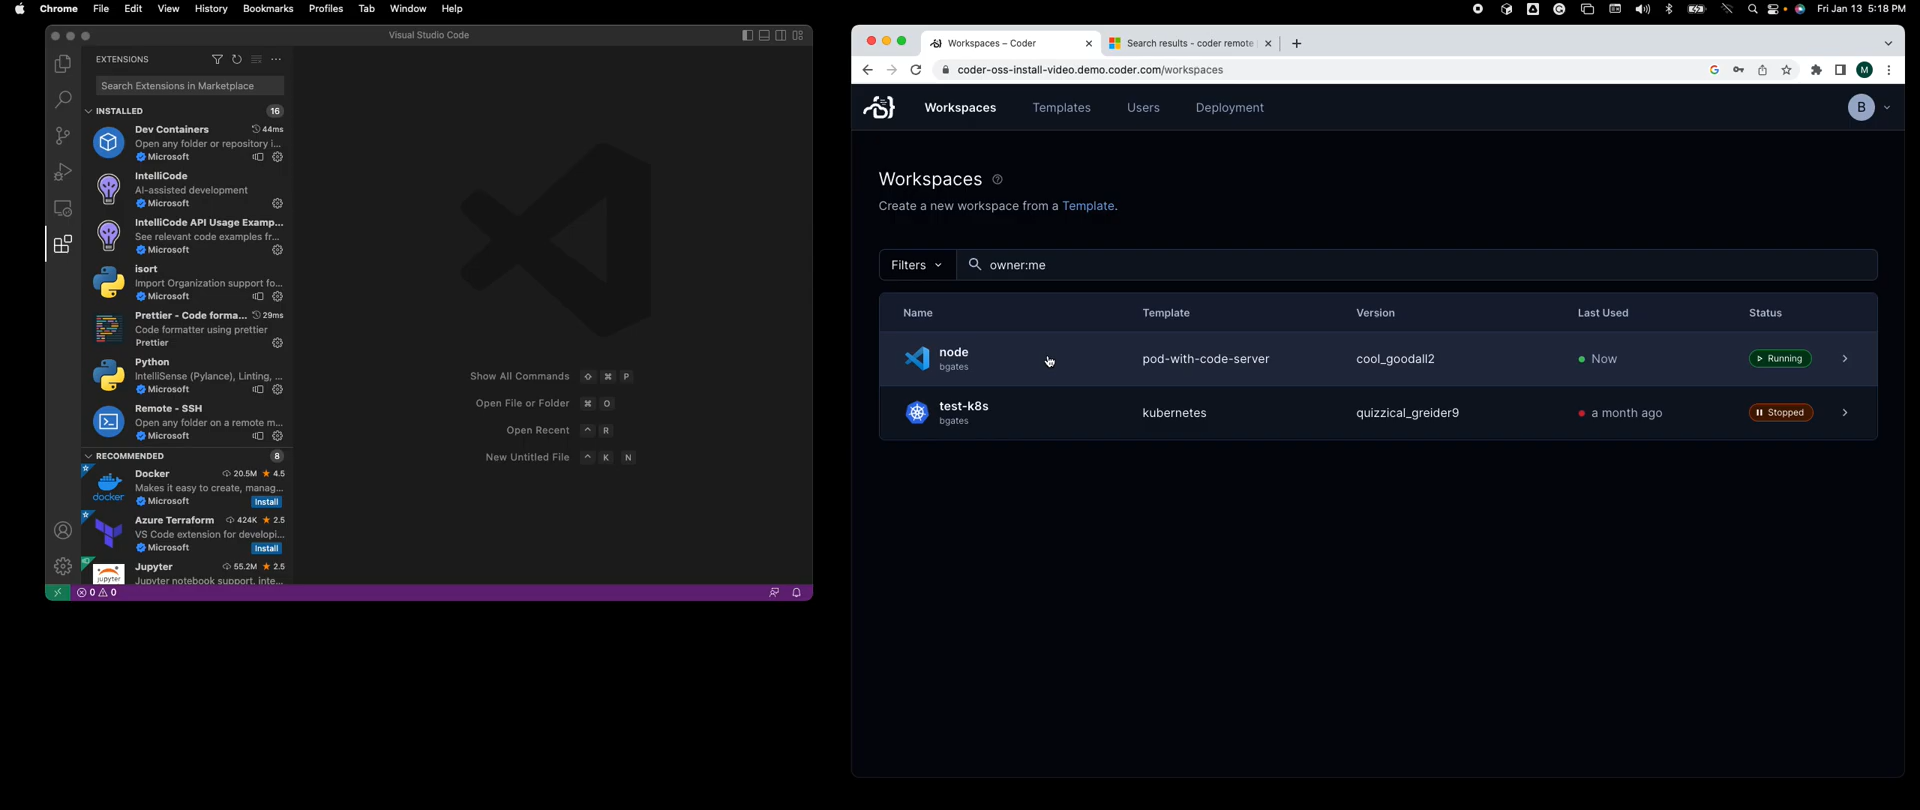 Chrome File Edit View History Bookmarks Profiles Tab Window Help
Fri Jan 13 5:18 PM
Visual Studio Code
EXTENSIONS
Search Extensions in Marketplace
INSTALLED 16
Dev Containers 44ms
Open any folder or repository i...
Microsoft
IntelliCode
AI-assisted development
Microsoft
IntelliCode API Usage Examp...
See relevant code examples fr...
Microsoft
isort
Import Organization support fo...
Microsoft
Prettier - Code forma... 29ms
Code formatter using prettier
Prettier
Python
IntelliSense (Pylance), Linting, ...
Microsoft
Remote - SSH
Open any folder on a remote m...
Microsoft
RECOMMENDED 8
Docker 20.5M 4.5
Makes it easy to create, manag...
Microsoft Install
docker
Azure Terraform 424K 2.5
VS Code extension for developi...
Microsoft Install
Jupyter 55.2M 2.5
Jupyter notebook support, inte...
jupyter
Show All Commands ⇧ ⌘ P
Open File or Folder ⌘ O
Open Recent ^ R
New Untitled File ^ K N
0 0
Workspaces – Coder
Search results - coder remote
coder-oss-install-video.demo.coder.com/workspaces
G
M
Workspaces Templates Users Deployment
B
Workspaces
Create a new workspace from a Template.
Filters owner:me
Name Template Version Last Used Status
node pod-with-code-server cool_goodall2 Now Running
bgates
test-k8s kubernetes quizzical_greider9 a month ago Stopped
bgates